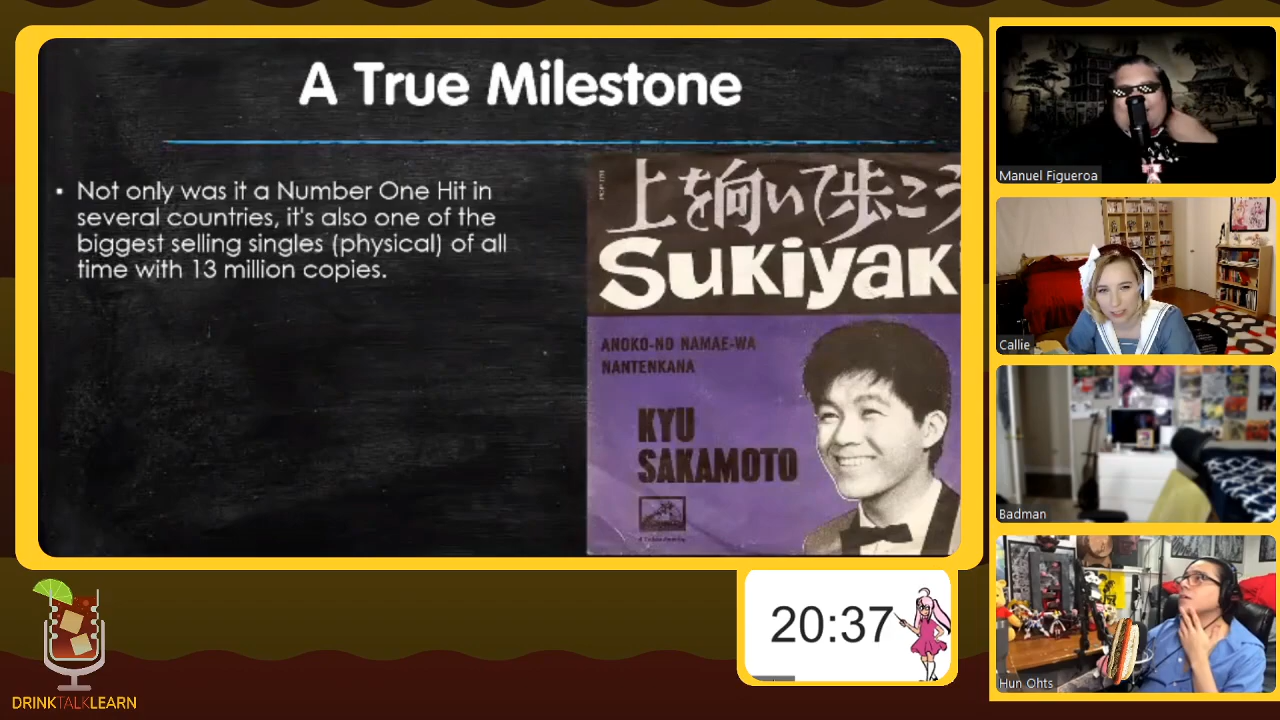 A True Milestone
▪ Not only was it a Number One Hit in
several countries, it's also one of the
biggest selling singles (physical) of all
time with 13 million copies.
上を向いて歩こう
Sukiyaki
ANOKO-NO NAMAE-WA
NANTENKANA
KYU
SAKAMOTO
20:37
DRINKTALKLEARN
Manuel Figueroa
Callie
Badman
Hun Ohts